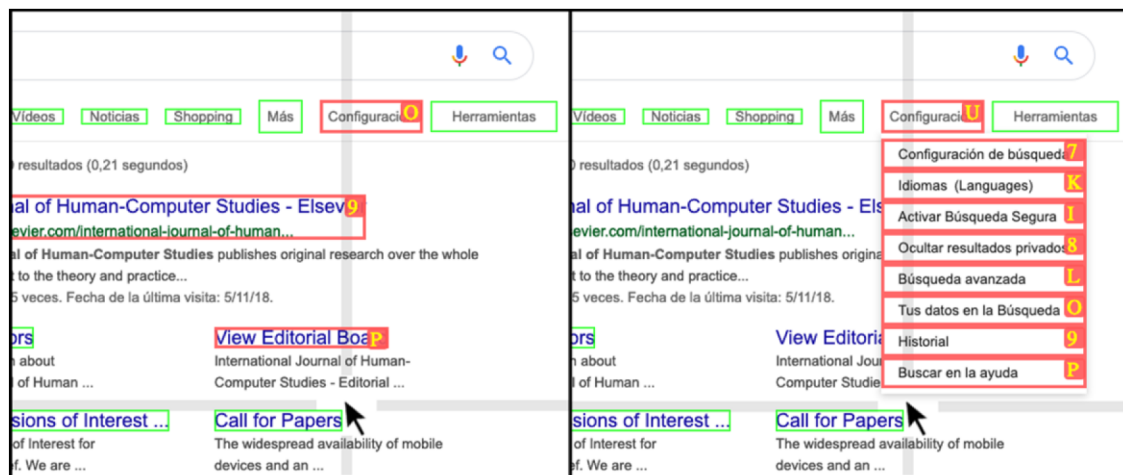 Vídeos Noticias Shopping Más Configuració O Herramientas
resultados (0,21 segundos)
al of Human-Computer Studies - Elsev 9
evier.com/international-journal-of-human...
al of Human-Computer Studies publishes original research over the whole
t to the theory and practice...
5 veces. Fecha de la última visita: 5/11/18.
ors
n about
l of Human ...
View Editorial Boa P
International Journal of Human-
Computer Studies - Editorial ...
sions of Interest ...
of Interest for
ef. We are ...
Call for Papers
The widespread availability of mobile
devices and an ...
Vídeos Noticias Shopping Más Configuraci U Herramientas
resultados (0,21 segundos)
Configuración de búsqueda 7
Idiomas (Languages) K
Activar Búsqueda Segura I
Ocultar resultados privados 8
Búsqueda avanzada L
Tus datos en la Búsqueda O
Historial 9
Buscar en la ayuda P
al of Human-Computer Studies - Els
sevier.com/international-journal-of-human...
al of Human-Computer Studies publishes origina
t to the theory and practice...
5 veces. Fecha de la última visita: 5/11/18.
ors
n about
l of Human ...
View Editoria
International Jou
Computer Studie
sions of Interest ...
of Interest for
ef. We are ...
Call for Papers
The widespread availability of mobile
devices and an ...